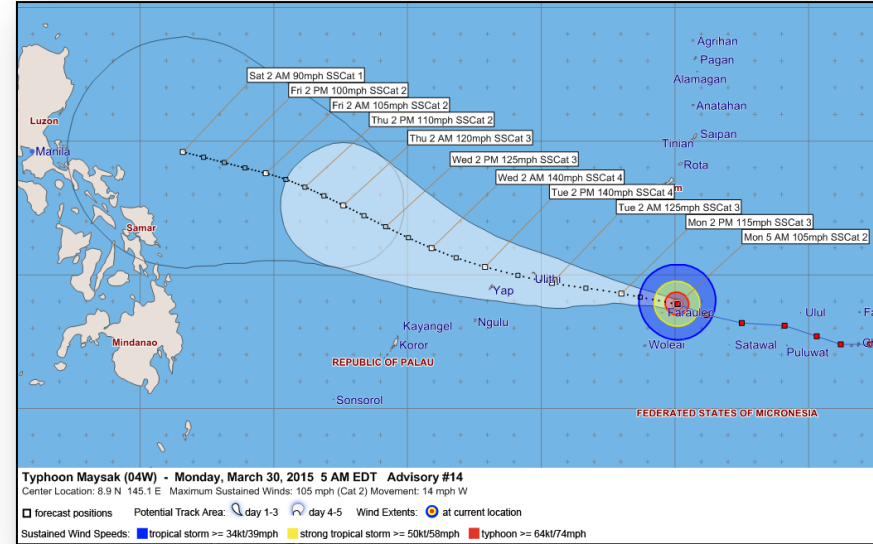 Agrihan
Pagan
Alamagan
Sat 2 AM 90mph SSCat 1
Fri 2 PM 100mph SSCat 2
Fri 2 AM 105mph SSCat 2
Anatahan
Luzon
Thu 2 PM 110mph SSCat 2
Saipan
Thu 2 AM 120mph SSCat 3
Tinian
Manila
Wed 2 PM 125mph SSCat 3
Rota
Wed 2 AM 140mph SSCat 4
Tue 2 PM 140mph SSCat 4
Tue 2 AM 125mph SSCat 3
Mon 2 PM 115mph SSCat 3
Samar
Mon 5 AM 105mph SSCat 2
Ulithi
Yap
Faraulep
Ulul
Ngulu
Kayangel
Mindanao
Koror
Woleai
Satawal
Puluwat
REPUBLIC OF PALAU
Sonsorol
FEDERATED STATES OF MICRONESIA
Typhoon Maysak (04W) - Monday, March 30, 2015 5 AM EDT Advisory #14
Center Location: 8.9 N 145.1 E Maximum Sustained Winds: 105 mph (Cat 2) Movement: 14 mph W
forecast positions Potential Track Area: day 1-3 day 4-5 Wind Extents: at current location
Sustained Wind Speeds: tropical storm >= 34kt/39mph strong tropical storm >= 50kt/58mph typhoon >= 64kt/74mph